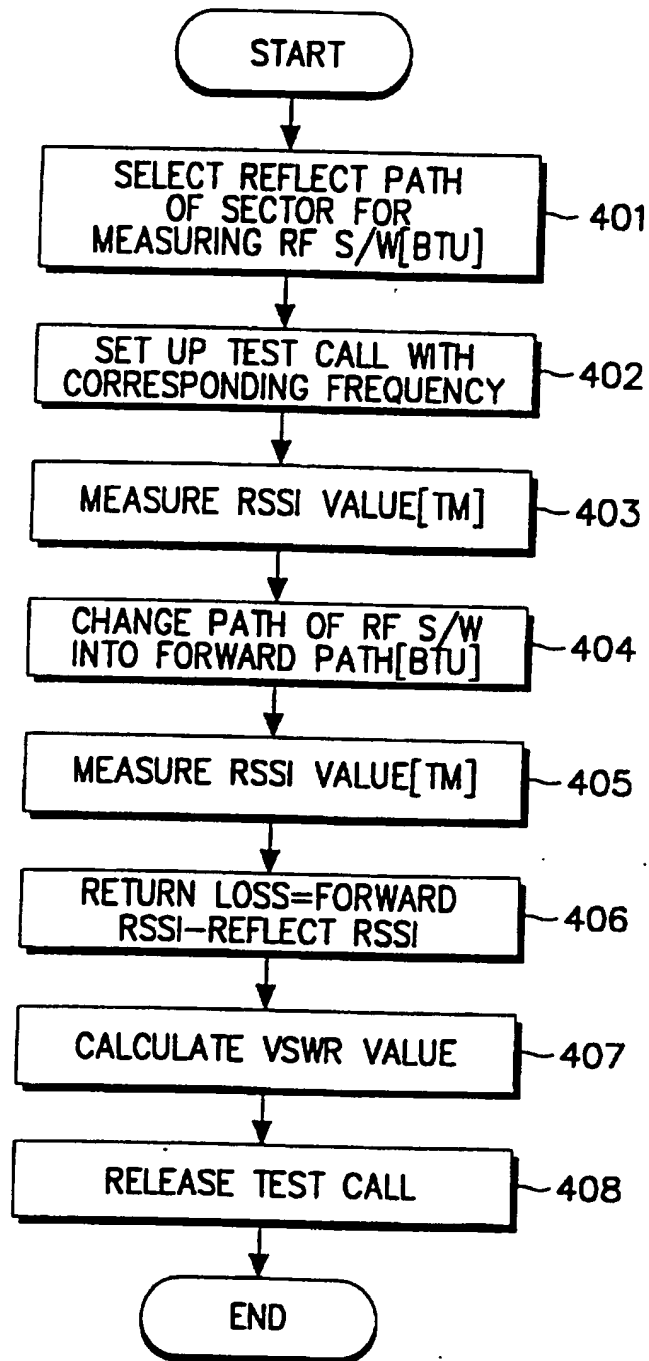 START
SELECT REFLECT PATH
OF SECTOR FOR
MEASURING RF S/W[BTU]
401
SET UP TEST CALL WITH
CORRESPONDING FREQUENCY
402
MEASURE RSSI VALUE[TM]
403
CHANGE PATH OF RF S/W
INTO FORWARD PATH[BTU]
404
MEASURE RSSI VALUE[TM]
405
RETURN LOSS=FORWARD
RSSI-REFLECT RSSI
406
CALCULATE VSWR VALUE
407
RELEASE TEST CALL
408
END